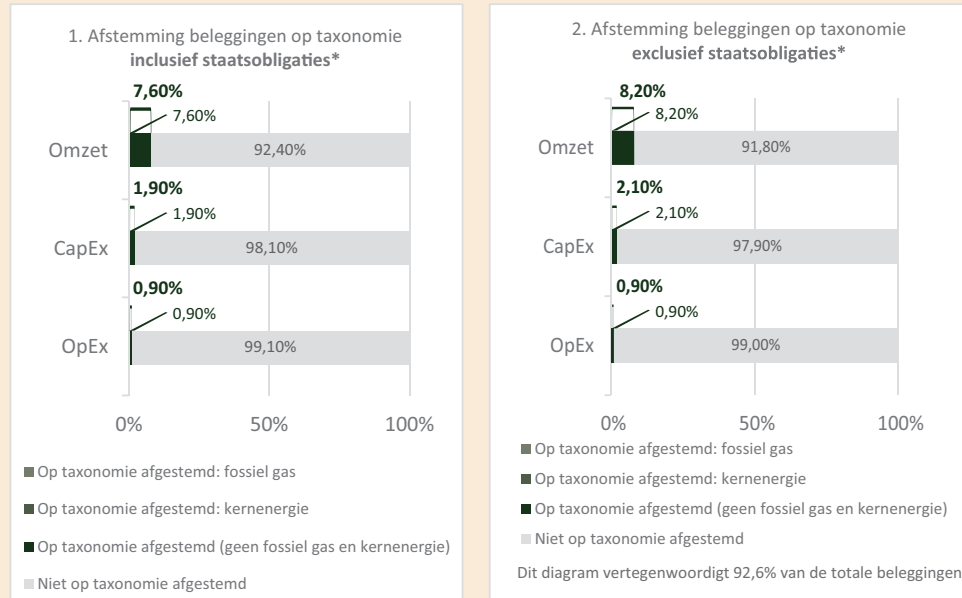 1. Afstemming beleggingen op taxonomie
inclusief staatsobligaties*
7,60%
7,60%
Omzet
92,40%
1,90%
1,90%
CapEx
98,10%
0,90%
0,90%
OpEx
99,10%
0%
50%
100%
Op taxonomie afgestemd: fossiel gas
Op taxonomie afgestemd: kernenergie
Op taxonomie afgestemd (geen fossiel gas en kernenergie)
Niet op taxonomie afgestemd
2. Afstemming beleggingen op taxonomie
exclusief staatsobligaties*
8,20%
8,20%
Omzet
91,80%
2,10%
2,10%
CapEx
97,90%
0,90%
0,90%
OpEx
99,00%
0%
50%
100%
Op taxonomie afgestemd: fossiel gas
Op taxonomie afgestemd: kernenergie
Op taxonomie afgestemd (geen fossiel gas en kernenergie)
Niet op taxonomie afgestemd
Dit diagram vertegenwoordigt 92,6% van de totale beleggingen